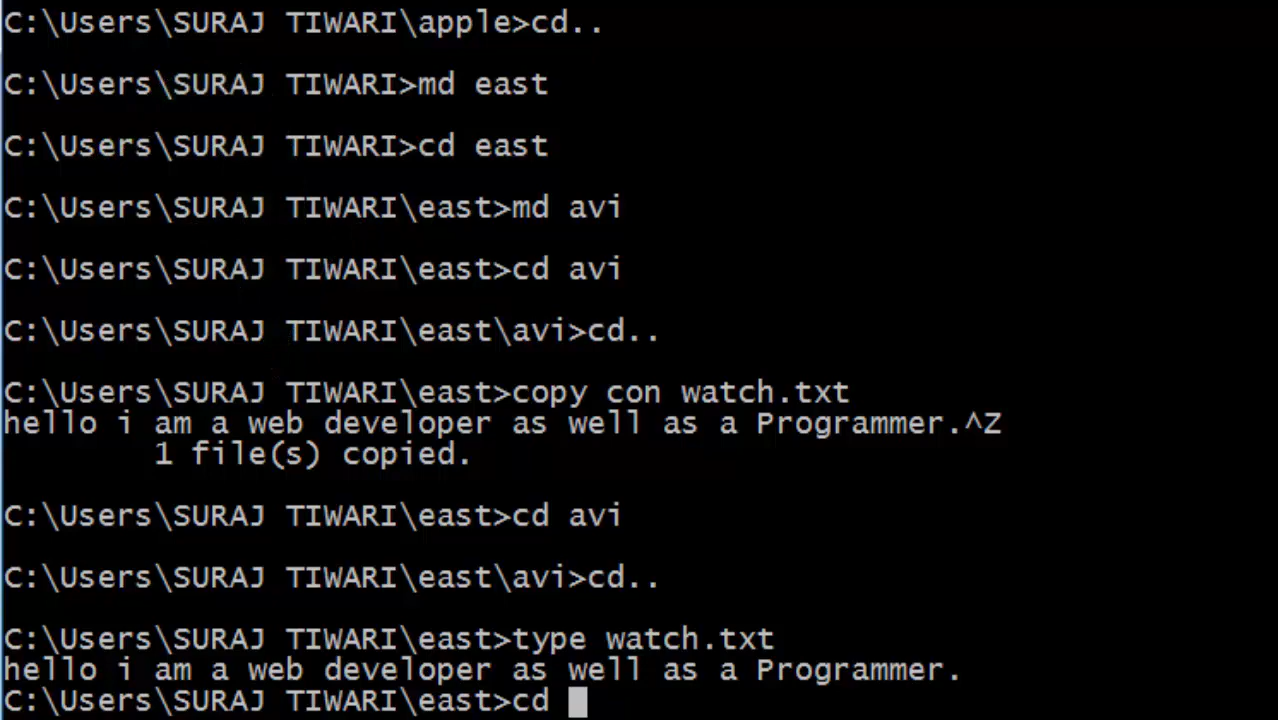 C:\Users\SURAJ TIWARI\apple>cd..
C:\Users\SURAJ TIWARI>md east
C:\Users\SURAJ TIWARI>cd east
C:\Users\SURAJ TIWARI\east>md avi
C:\Users\SURAJ TIWARI\east>cd avi
C:\Users\SURAJ TIWARI\east\avi>cd..
C:\Users\SURAJ TIWARI\east>copy con watch.txt
hello i am a web developer as well as a Programmer.^Z
        1 file(s) copied.
C:\Users\SURAJ TIWARI\east>cd avi
C:\Users\SURAJ TIWARI\east\avi>cd..
C:\Users\SURAJ TIWARI\east>type watch.txt
hello i am a web developer as well as a Programmer.
C:\Users\SURAJ TIWARI\east>cd